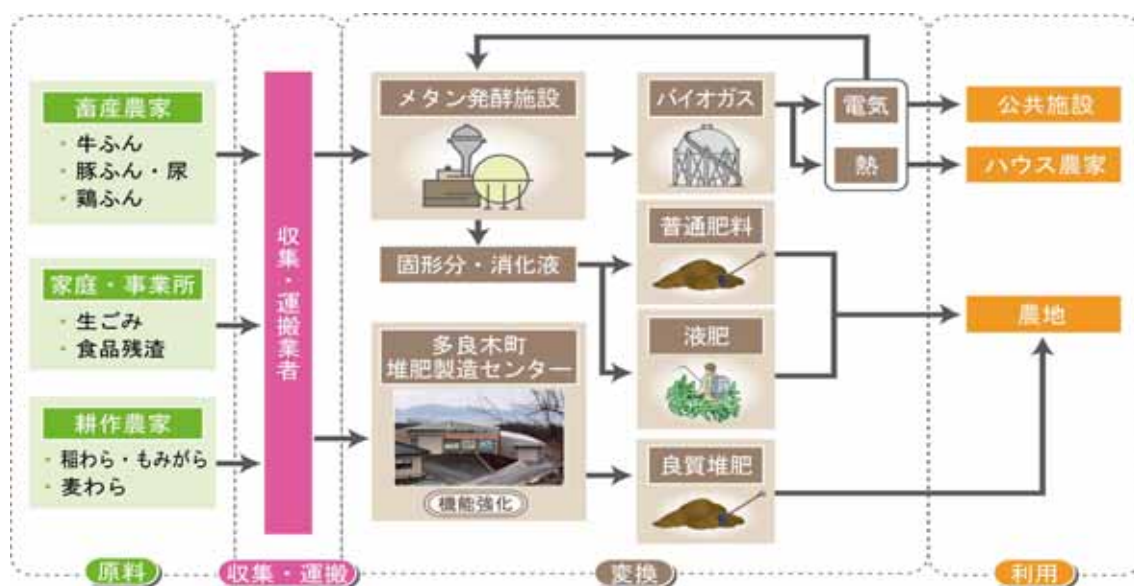 畜産農家
・牛ふん
・豚ふん・尿
・鶏ふん
家庭・事業所
・生ごみ
・食品残渣
耕作農家
・稲わら・もみがら
・麦わら
収集・運搬業者
メタン発酵施設
固形分・消化液
多良木町
堆肥製造センター
機能強化
バイオガス
普通肥料
液肥
良質堆肥
電気
熱
公共施設
ハウス農家
農地
原料
収集・運搬
変換
利用